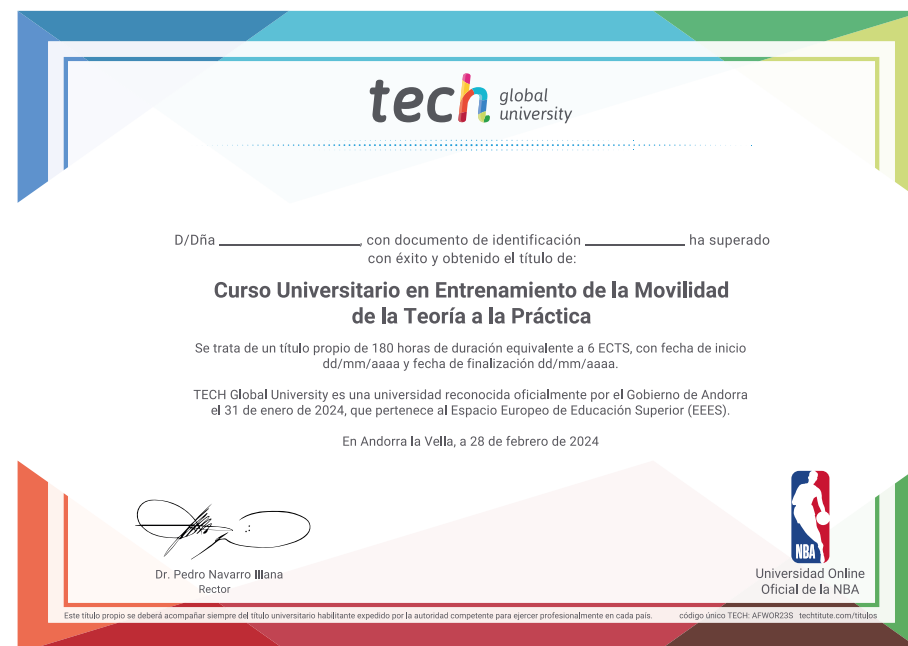 tech global university
D/Dña ____________, con documento de identificación ____________ ha superado
con éxito y obtenido el título de:
Curso Universitario en Entrenamiento de la Movilidad
de la Teoría a la Práctica
Se trata de un título propio de 180 horas de duración equivalente a 6 ECTS, con fecha de inicio
dd/mm/aaaa y fecha de finalización dd/mm/aaaa.
TECH Global University es una universidad reconocida oficialmente por el Gobierno de Andorra
el 31 de enero de 2024, que pertenece al Espacio Europeo de Educación Superior (EEES).
En Andorra la Vella, a 28 de febrero de 2024
Dr. Pedro Navarro Illana
Rector
NBA
Universidad Online
Oficial de la NBA
Este título propio se deberá acompañar siempre del título universitario habilitante expedido por la autoridad competente para ejercer profesionalmente en cada país. código único TECH: AFWOR23S techtitute.com/titulos